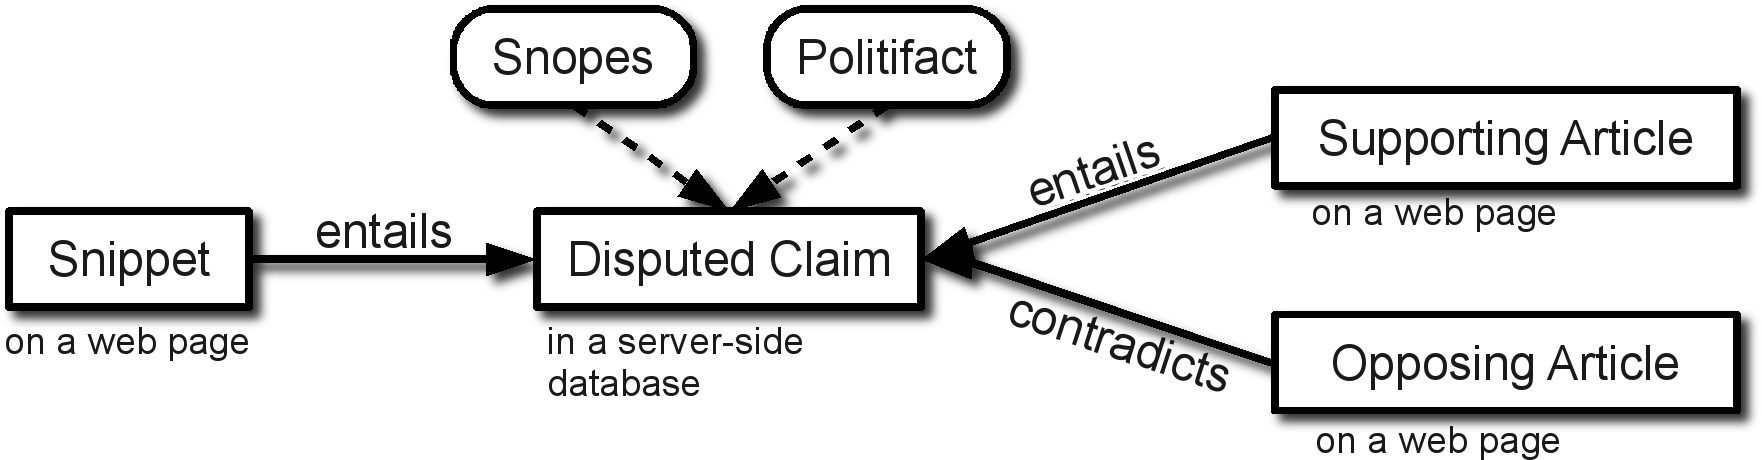 Snopes
Politifact
Supporting Article
on a web page
entails
Snippet
on a web page
entails
Disputed Claim
in a server-side
database
contradicts
Opposing Article
on a web page